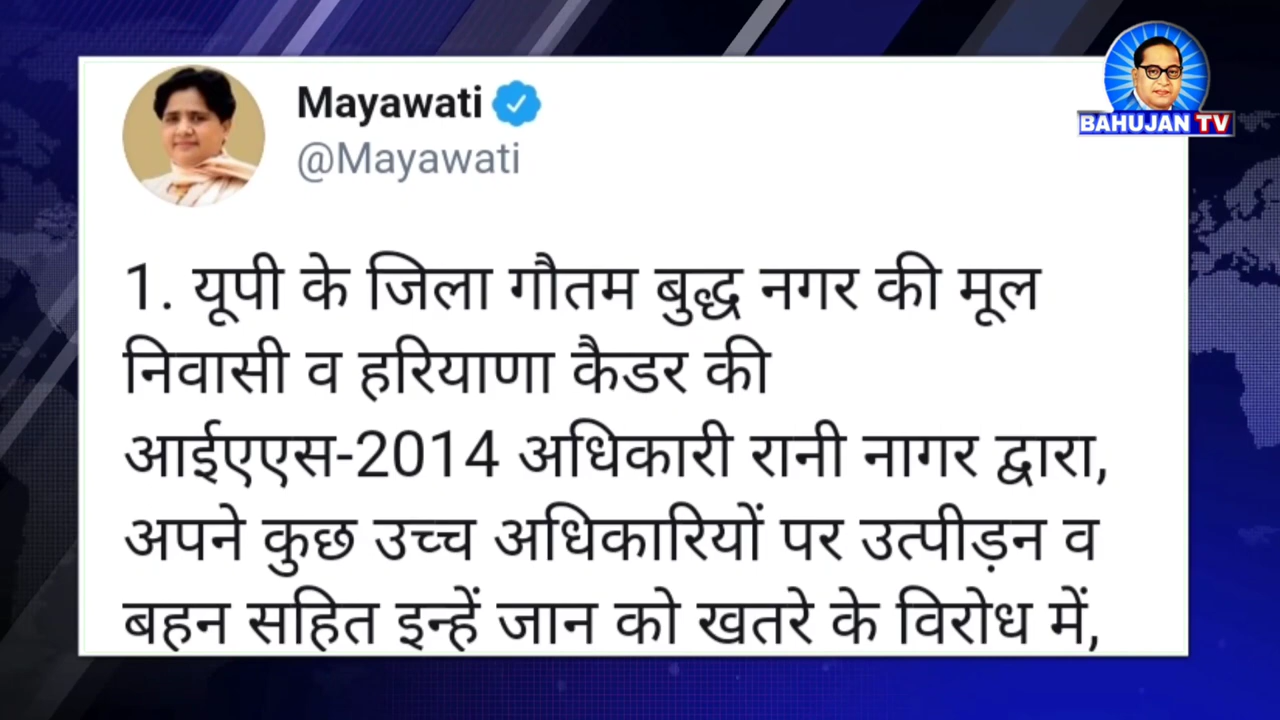 Mayawati
@Mayawati
BAHUJAN TV
1. यूपी के जिला गौतम बुद्ध नगर की मूल
निवासी व हरियाणा कैडर की
आईएएस-2014 अधिकारी रानी नागर द्वारा,
अपने कुछ उच्च अधिकारियों पर उत्पीड़न व
बहन सहित इन्हें जान को खतरे के विरोध में,